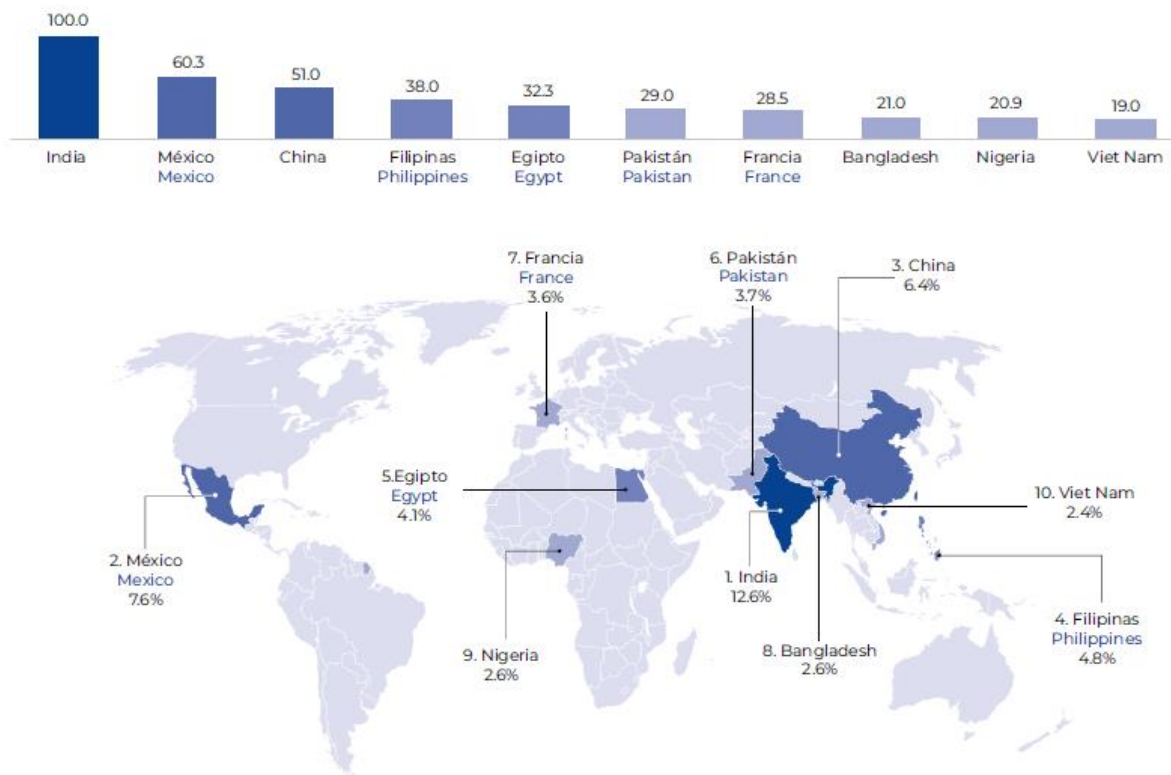 100.0
60.3
51.0
38.0
32.3
29.0
28.5
21.0
20.9
19.0
India
México
Mexico
China
Filipinas
Philippines
Egipto
Egypt
Pakistán
Pakistan
Francia
France
Bangladesh
Nigeria
Viet Nam
7. Francia
France
3.6%
6. Pakistán
Pakistan
3.7%
3. China
6.4%
5.Egipto
Egypt
4.1%
10. Viet Nam
2.4%
2. México
Mexico
7.6%
1. India
12.6%
4. Filipinas
Philippines
4.8%
9. Nigeria
2.6%
8. Bangladesh
2.6%